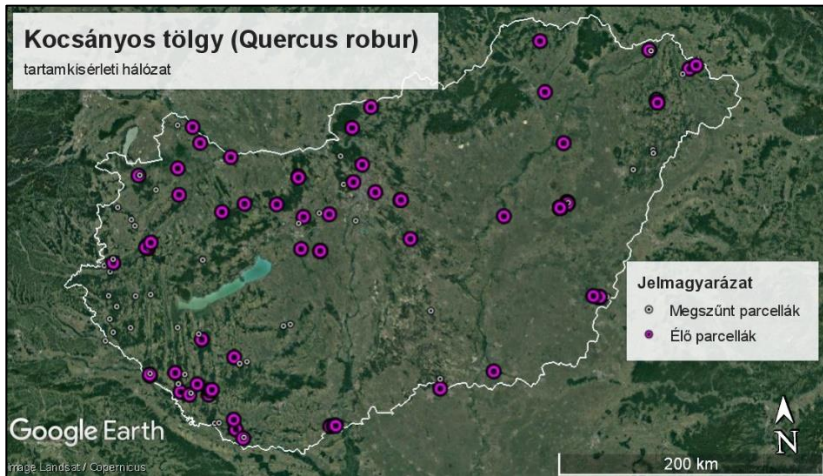 Kocsányos tölgy (Quercus robur)
tartamkísérleti hálózat
Jelmagyarázat
Megszűnt parcellák
Élő parcellák
N
Google Earth
Image Landsat / Copernicus
200 km